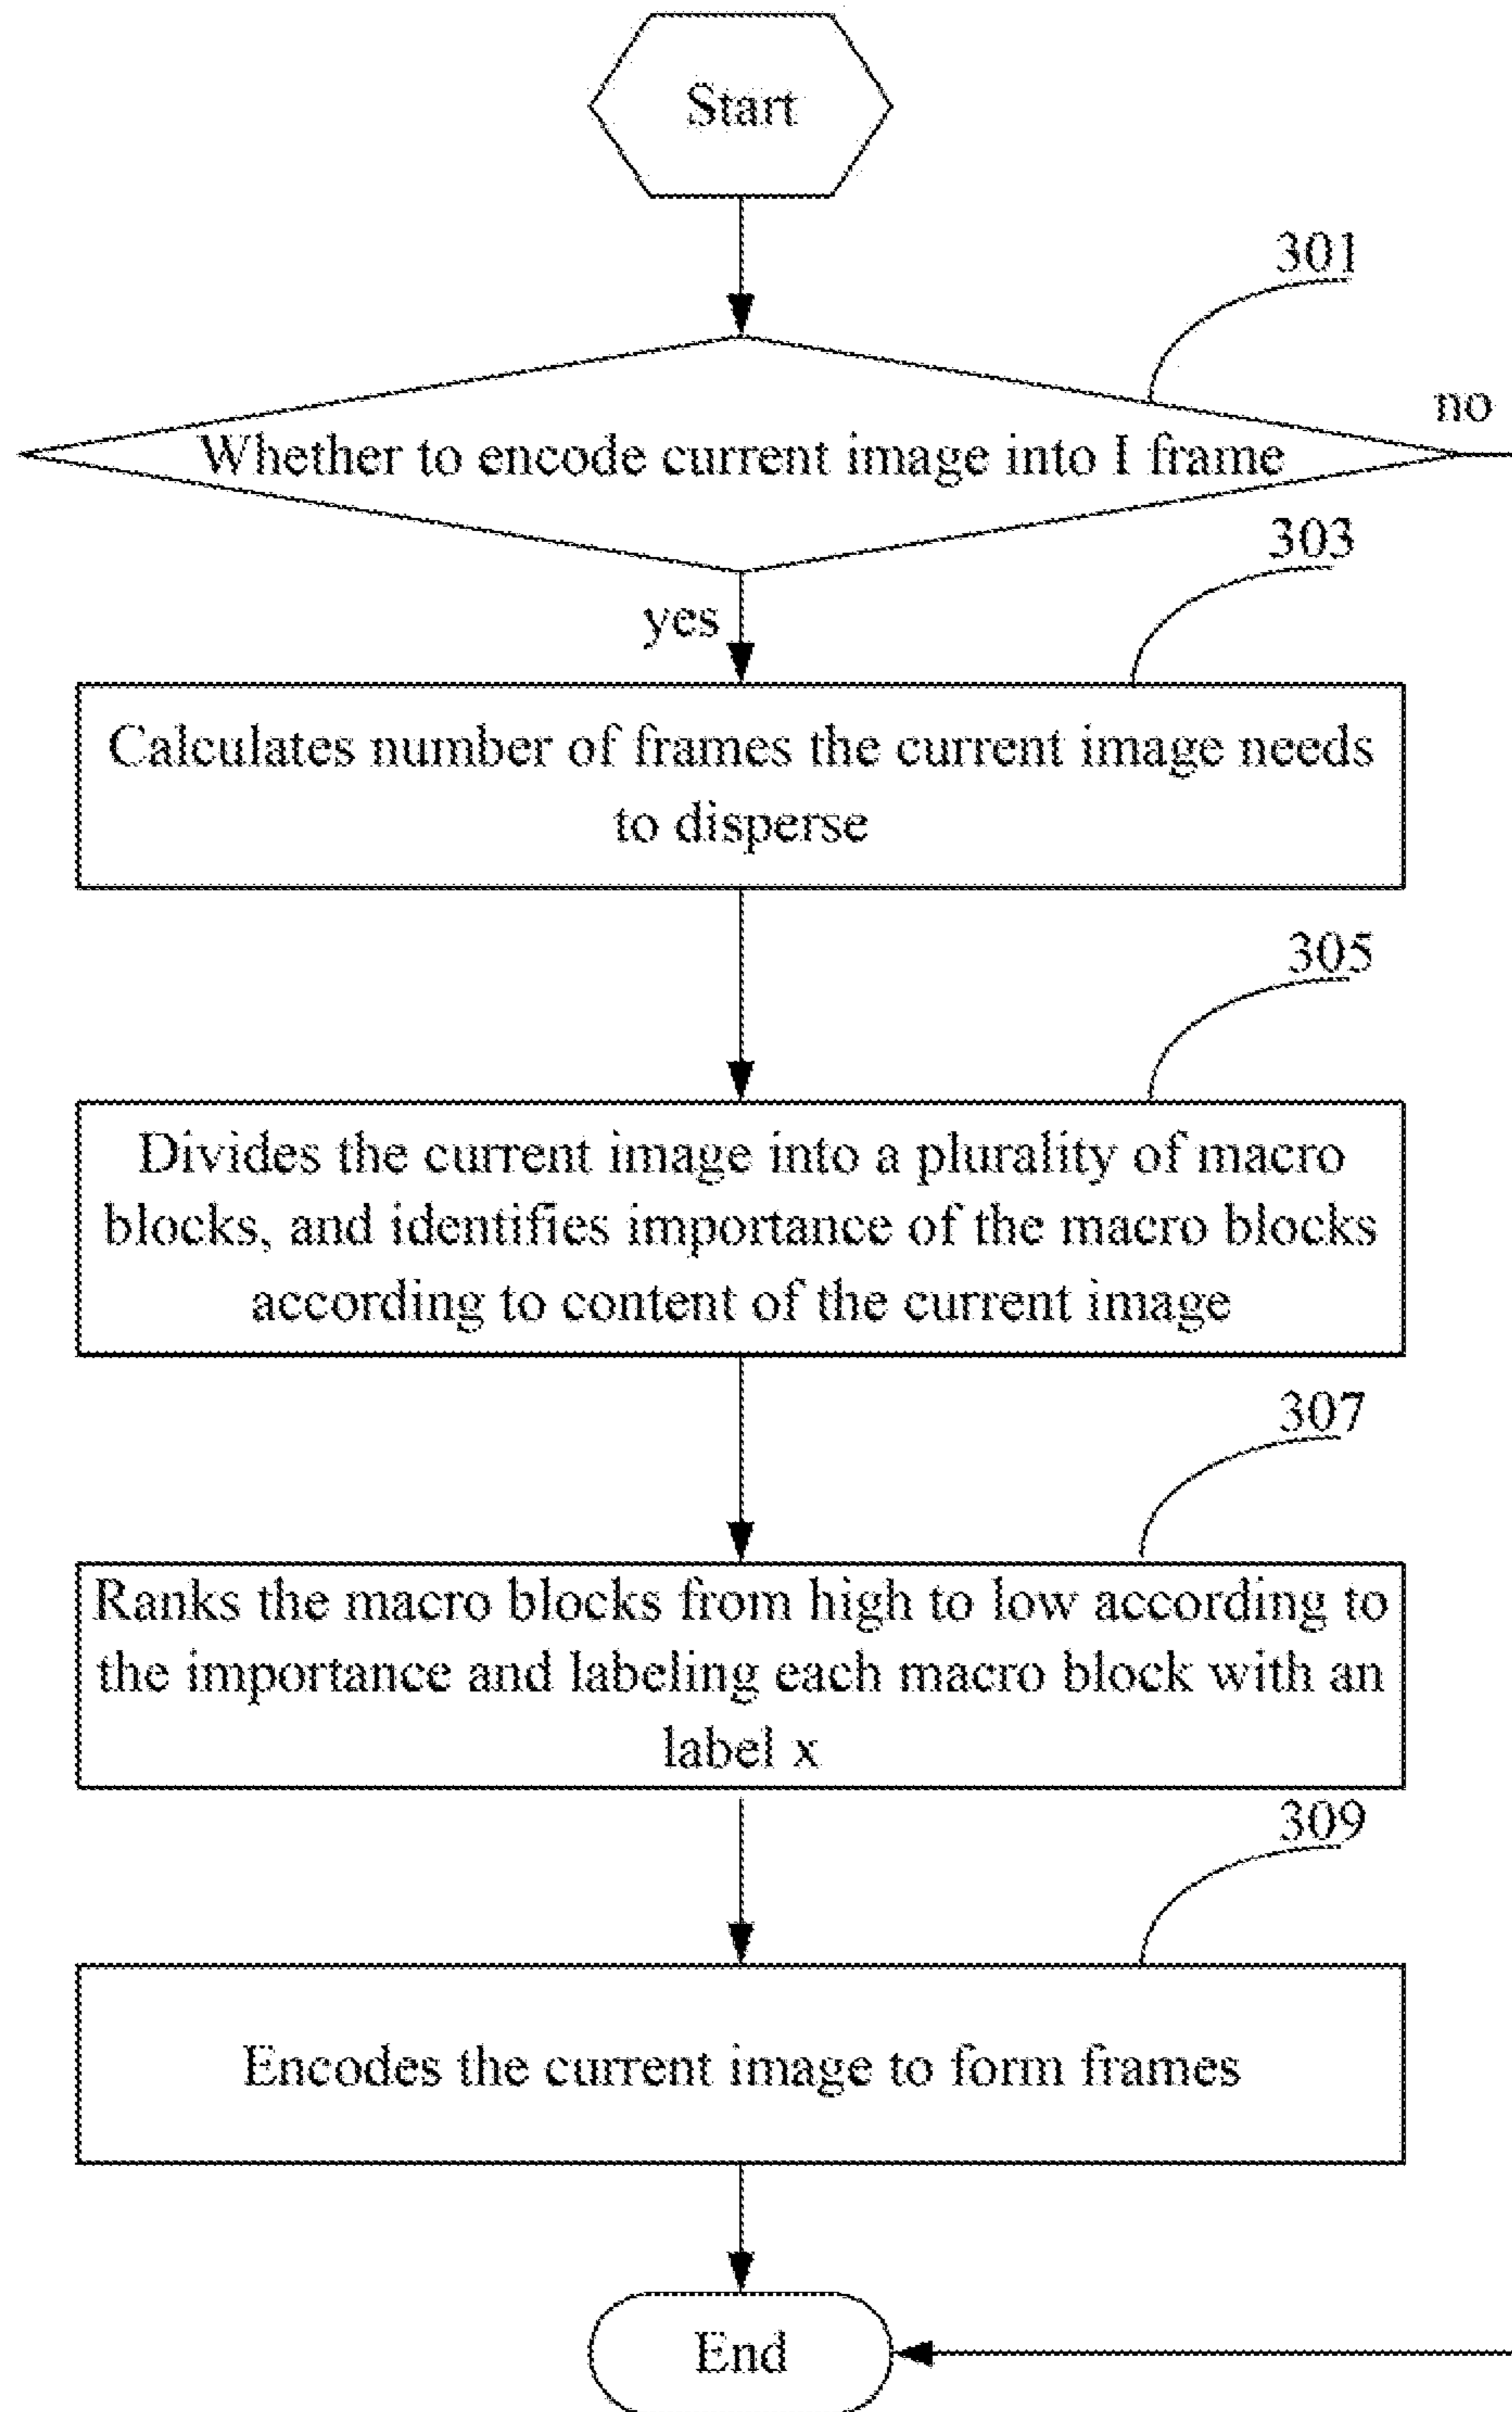 Start
301
no
Whether to encode current image into I frame
303
yes
Calculates number of frames the current image needs
to disperse
305
Divides the current image into a plurality of macro
blocks, and identifies importance of the macro blocks
according to content of the current image
307
Ranks the macro blocks from high to low according to
the importance and labeling each macro block with an
label x
309
Encodes the current image to form frames
End